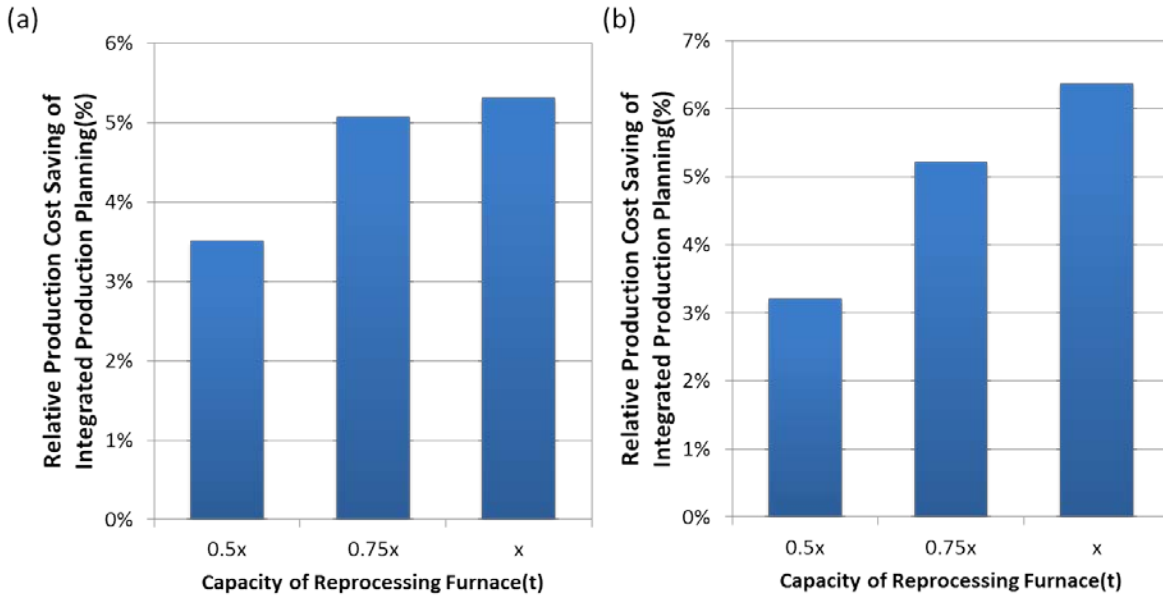 (a)
6%
5%
4%
3%
2%
1%
0%
Relative Production Cost Saving of
Integrated Production Planning(%)
0.5x
0.75x
x
Capacity of Reprocessing Furnace(t)
(b)
7%
6%
5%
4%
3%
2%
1%
0%
Relative Production Cost Saving of
Integrated Production Planning(%)
0.5x
0.75x
x
Capacity of Reprocessing Furnace(t)